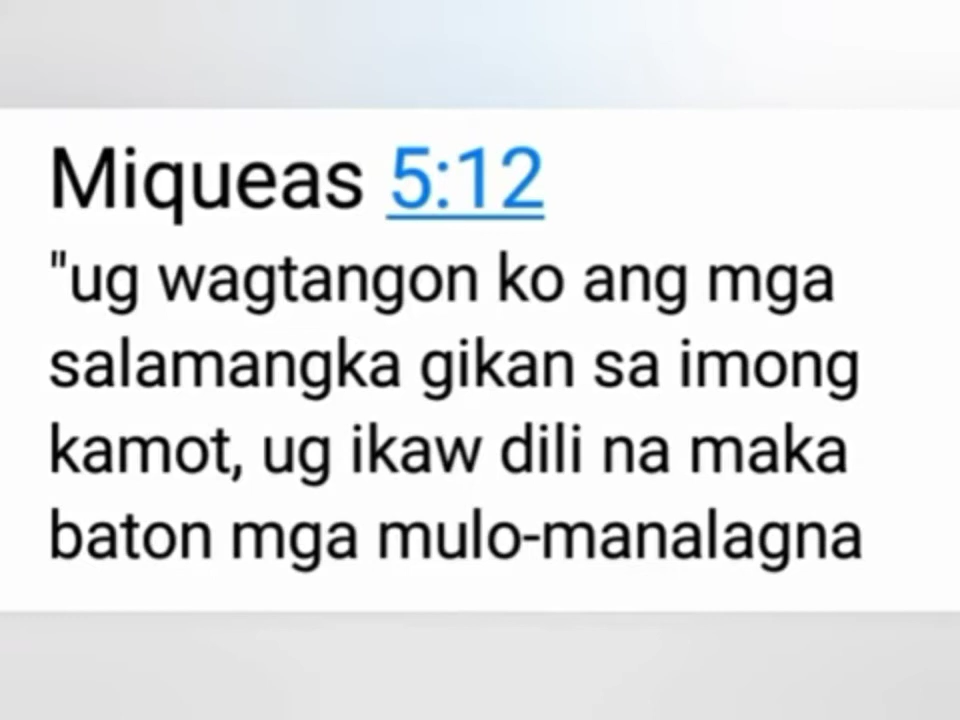 Miqueas 5:12
"ug wagtangon ko ang mga
salamangka gikan sa imong
kamot, ug ikaw dili na maka
baton mga mulo-manalagna